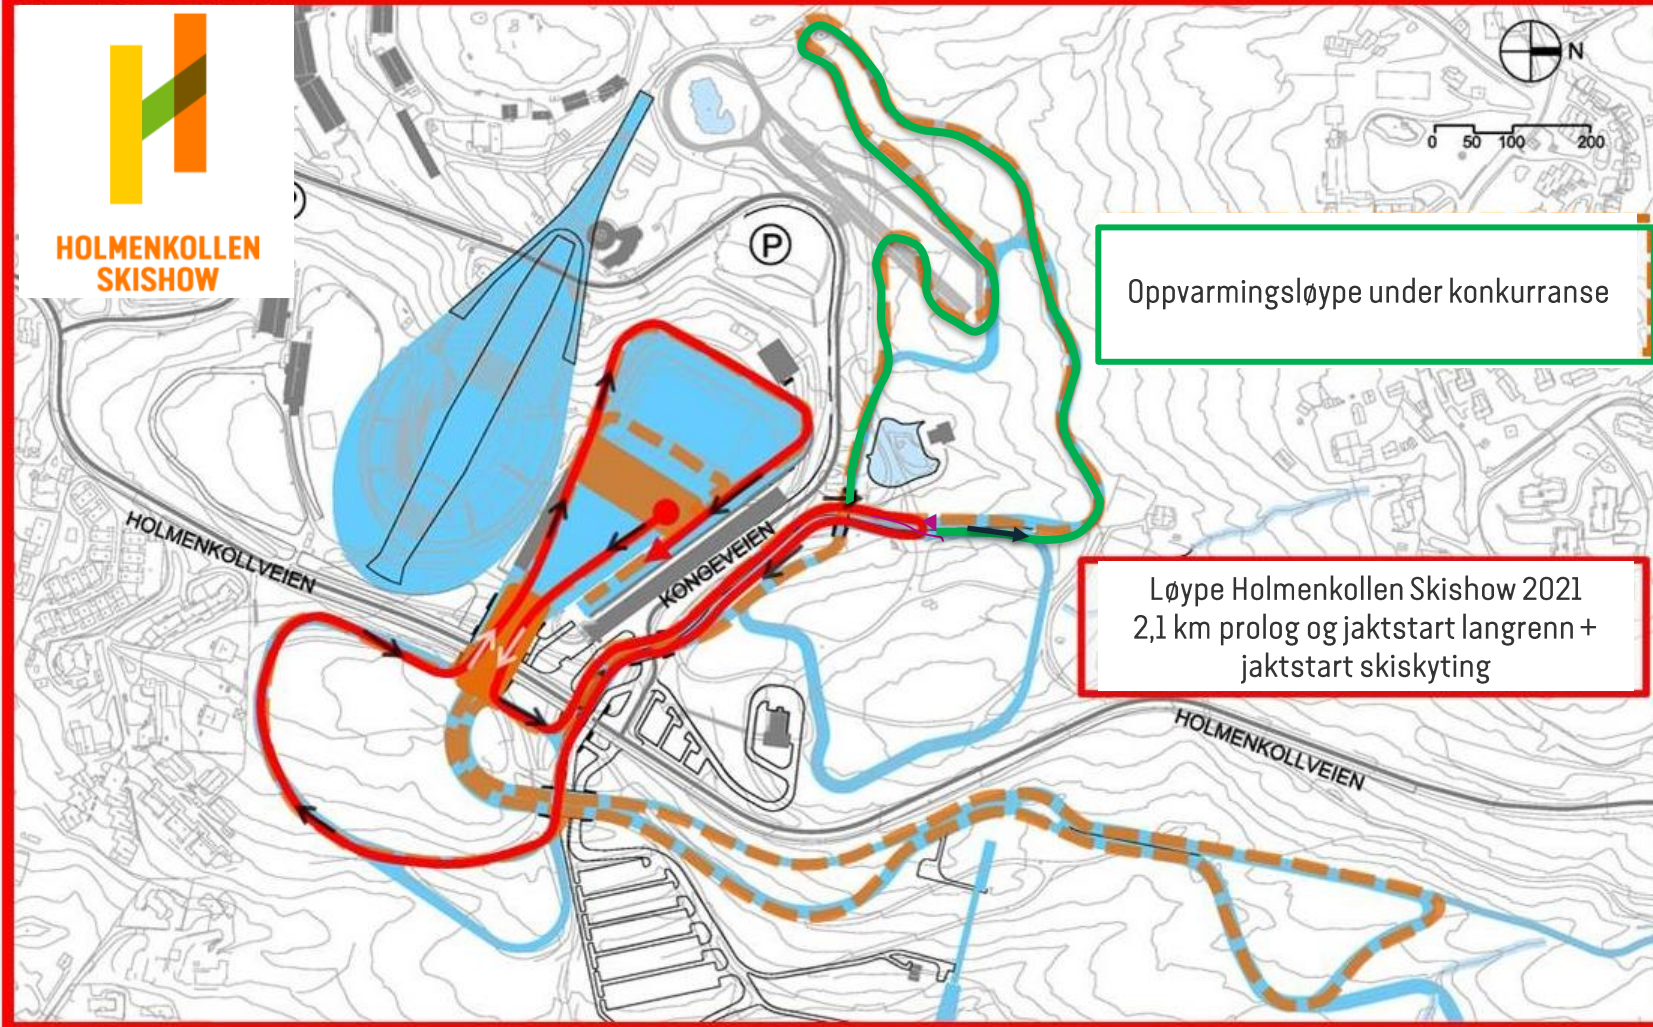 HOLMENKOLLEN
SKISHOW
N
0 50 100 200
P
Oppvarmingsløype under konkurranse
HOLMENKOLLVEIEN
KONGEVEIEN
Løype Holmenkollen Skishow 2021
2,1 km prolog og jaktstart langrenn +
jaktstart skiskyting
HOLMENKOLLVEIEN